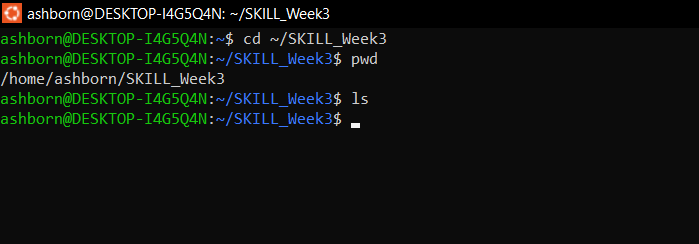 ashborn@DESKTOP-I4G5Q4N: ~/SKILL_Week3
ashborn@DESKTOP-I4G5Q4N:~$ cd ~/SKILL_Week3
ashborn@DESKTOP-I4G5Q4N:~/SKILL_Week3$ pwd
/home/ashborn/SKILL_Week3
ashborn@DESKTOP-I4G5Q4N:~/SKILL_Week3$ ls
ashborn@DESKTOP-I4G5Q4N:~/SKILL_Week3$